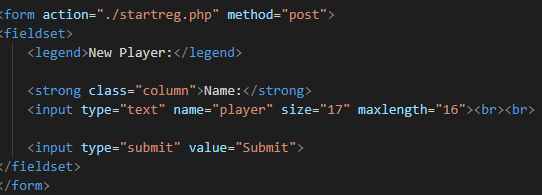 <form action="./startreg.php" method="post">
<fieldset>
<legend>New Player:</legend>
<strong class="column">Name:</strong>
<input type="text" name="player" size="17" maxlength="16"><br><br>
<input type="submit" value="Submit">
</fieldset>
</form>